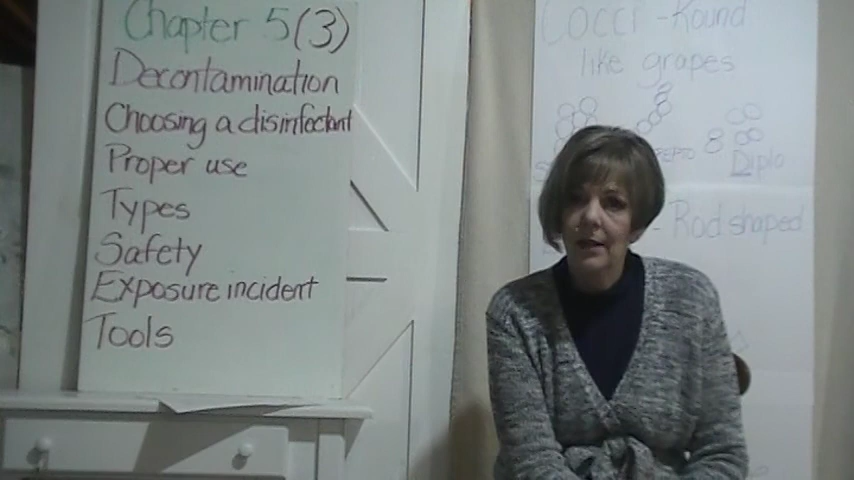 Chapter 5 (3)
Decontamination
Choosing a disinfectant
Proper use
Types
Safety
Exposure incident
Tools
Cocci - Round
like grapes
Diplo
- Rod shaped